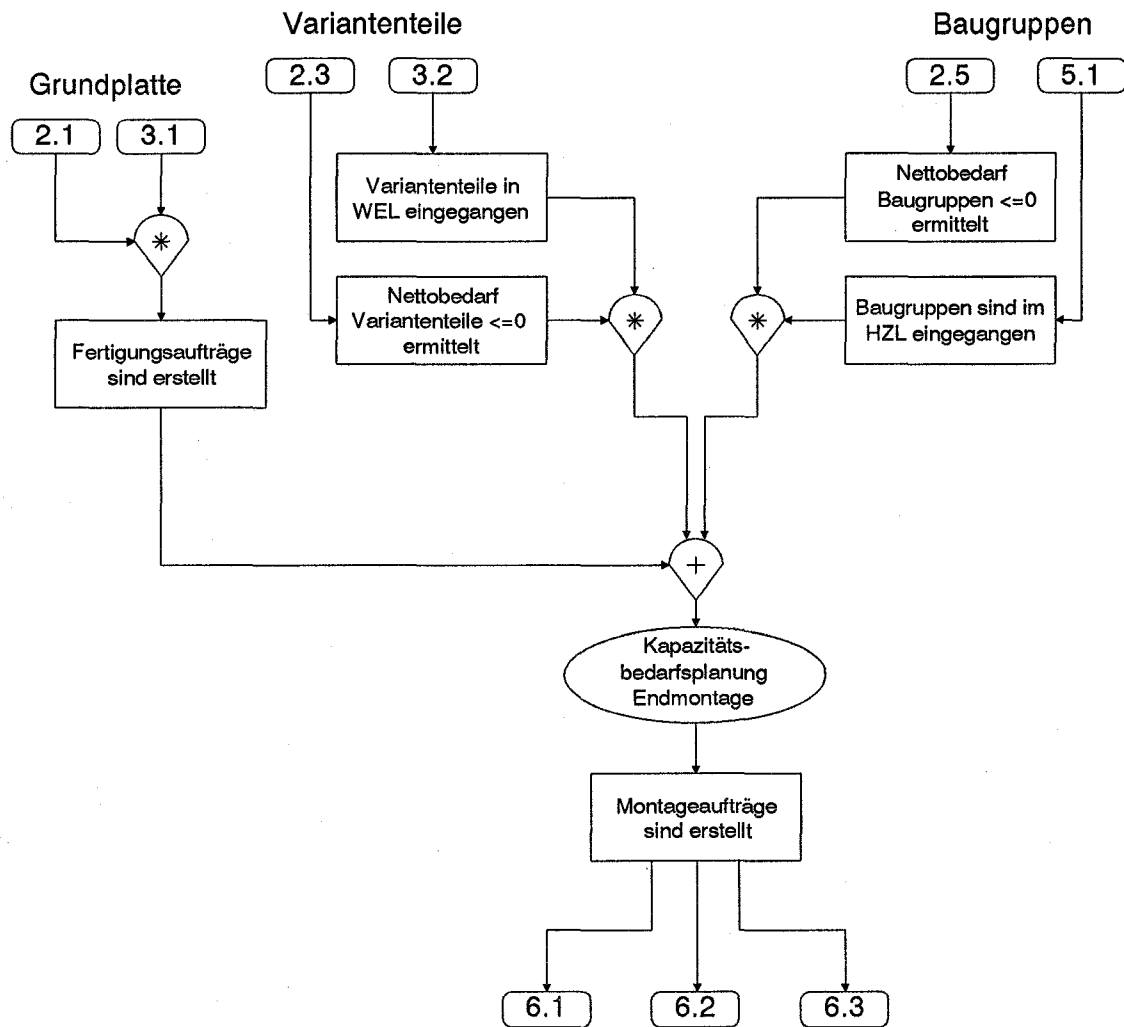 Variantenteile
Baugruppen
Grundplatte
2.3
3.2
2.5
5.1
2.1
3.1
Variantenteile in
WEL eingegangen
Nettobedarf
Baugruppen <=0
ermittelt
*
Nettobedarf
Variantenteile <=0
ermittelt
*
*
Baugruppen sind im
HZL eingegangen
Fertigungsaufträge
sind erstellt
+
Kapazitäts-
bedarfsplanung
Endmontage
Montageaufträge
sind erstellt
6.1
6.2
6.3